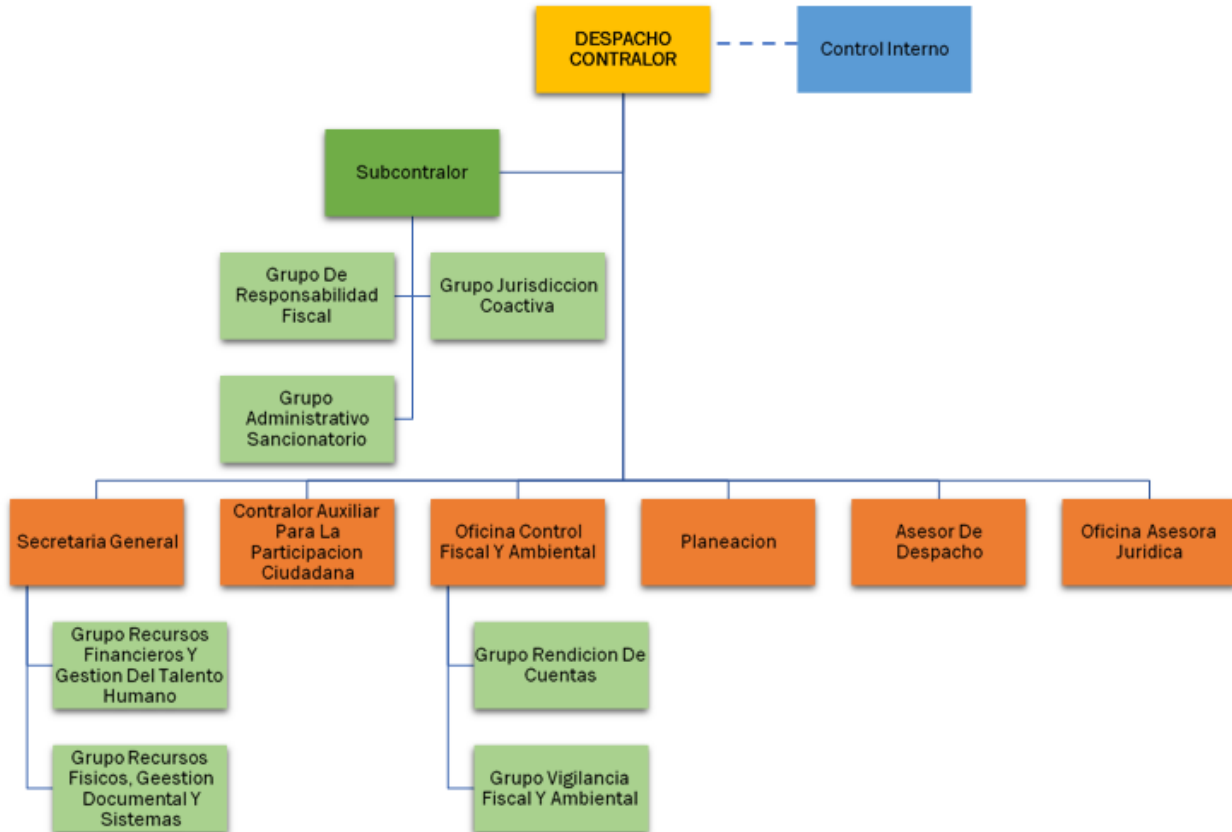 DESPACHO
CONTRALOR
Control Interno
Subcontralor
Grupo De
Responsabilidad
Fiscal
Grupo Jurisdiccion
Coactiva
Grupo
Administrativo
Sancionatorio
Secretaria General
Contralor Auxiliar
Para La
Participacion
Ciudadana
Oficina Control
Fiscal Y Ambiental
Planeacion
Asesor De
Despacho
Oficina Asesora
Juridica
Grupo Recursos
Financieros Y
Gestion Del Talento
Humano
Grupo Rendicion De
Cuentas
Grupo Recursos
Fisicos, Geestion
Documental Y
Sistemas
Grupo Vigilancia
Fiscal Y Ambiental